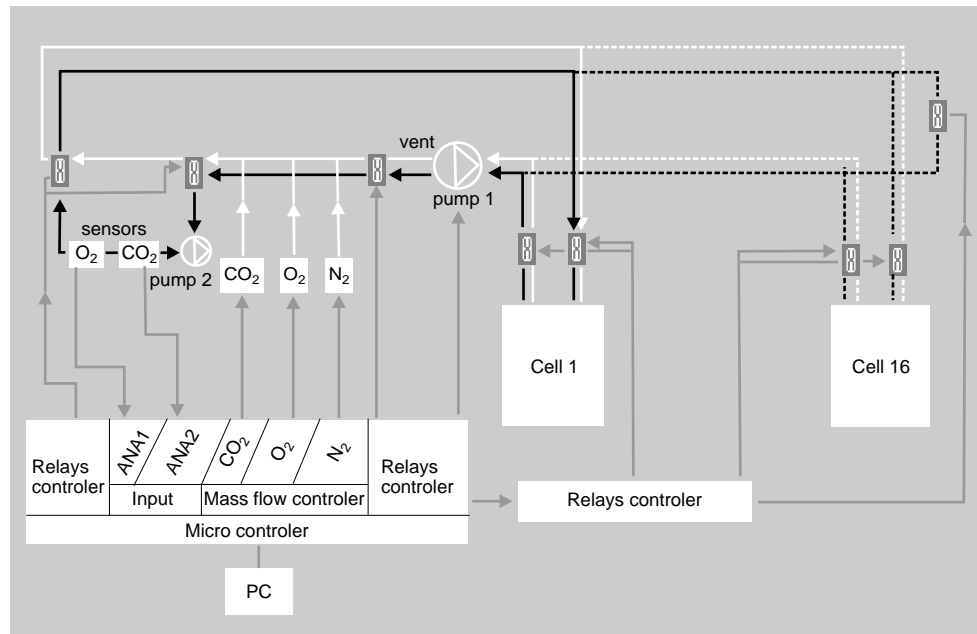 vent
pump 1
sensors
O₂
CO₂
pump 2
CO₂
O₂
N₂
Cell 1
Cell 16
Relays
controler
ANA1
ANA2
CO₂
O₂
N₂
Relays
controler
Input
Mass flow controler
Relays controler
Micro controler
PC